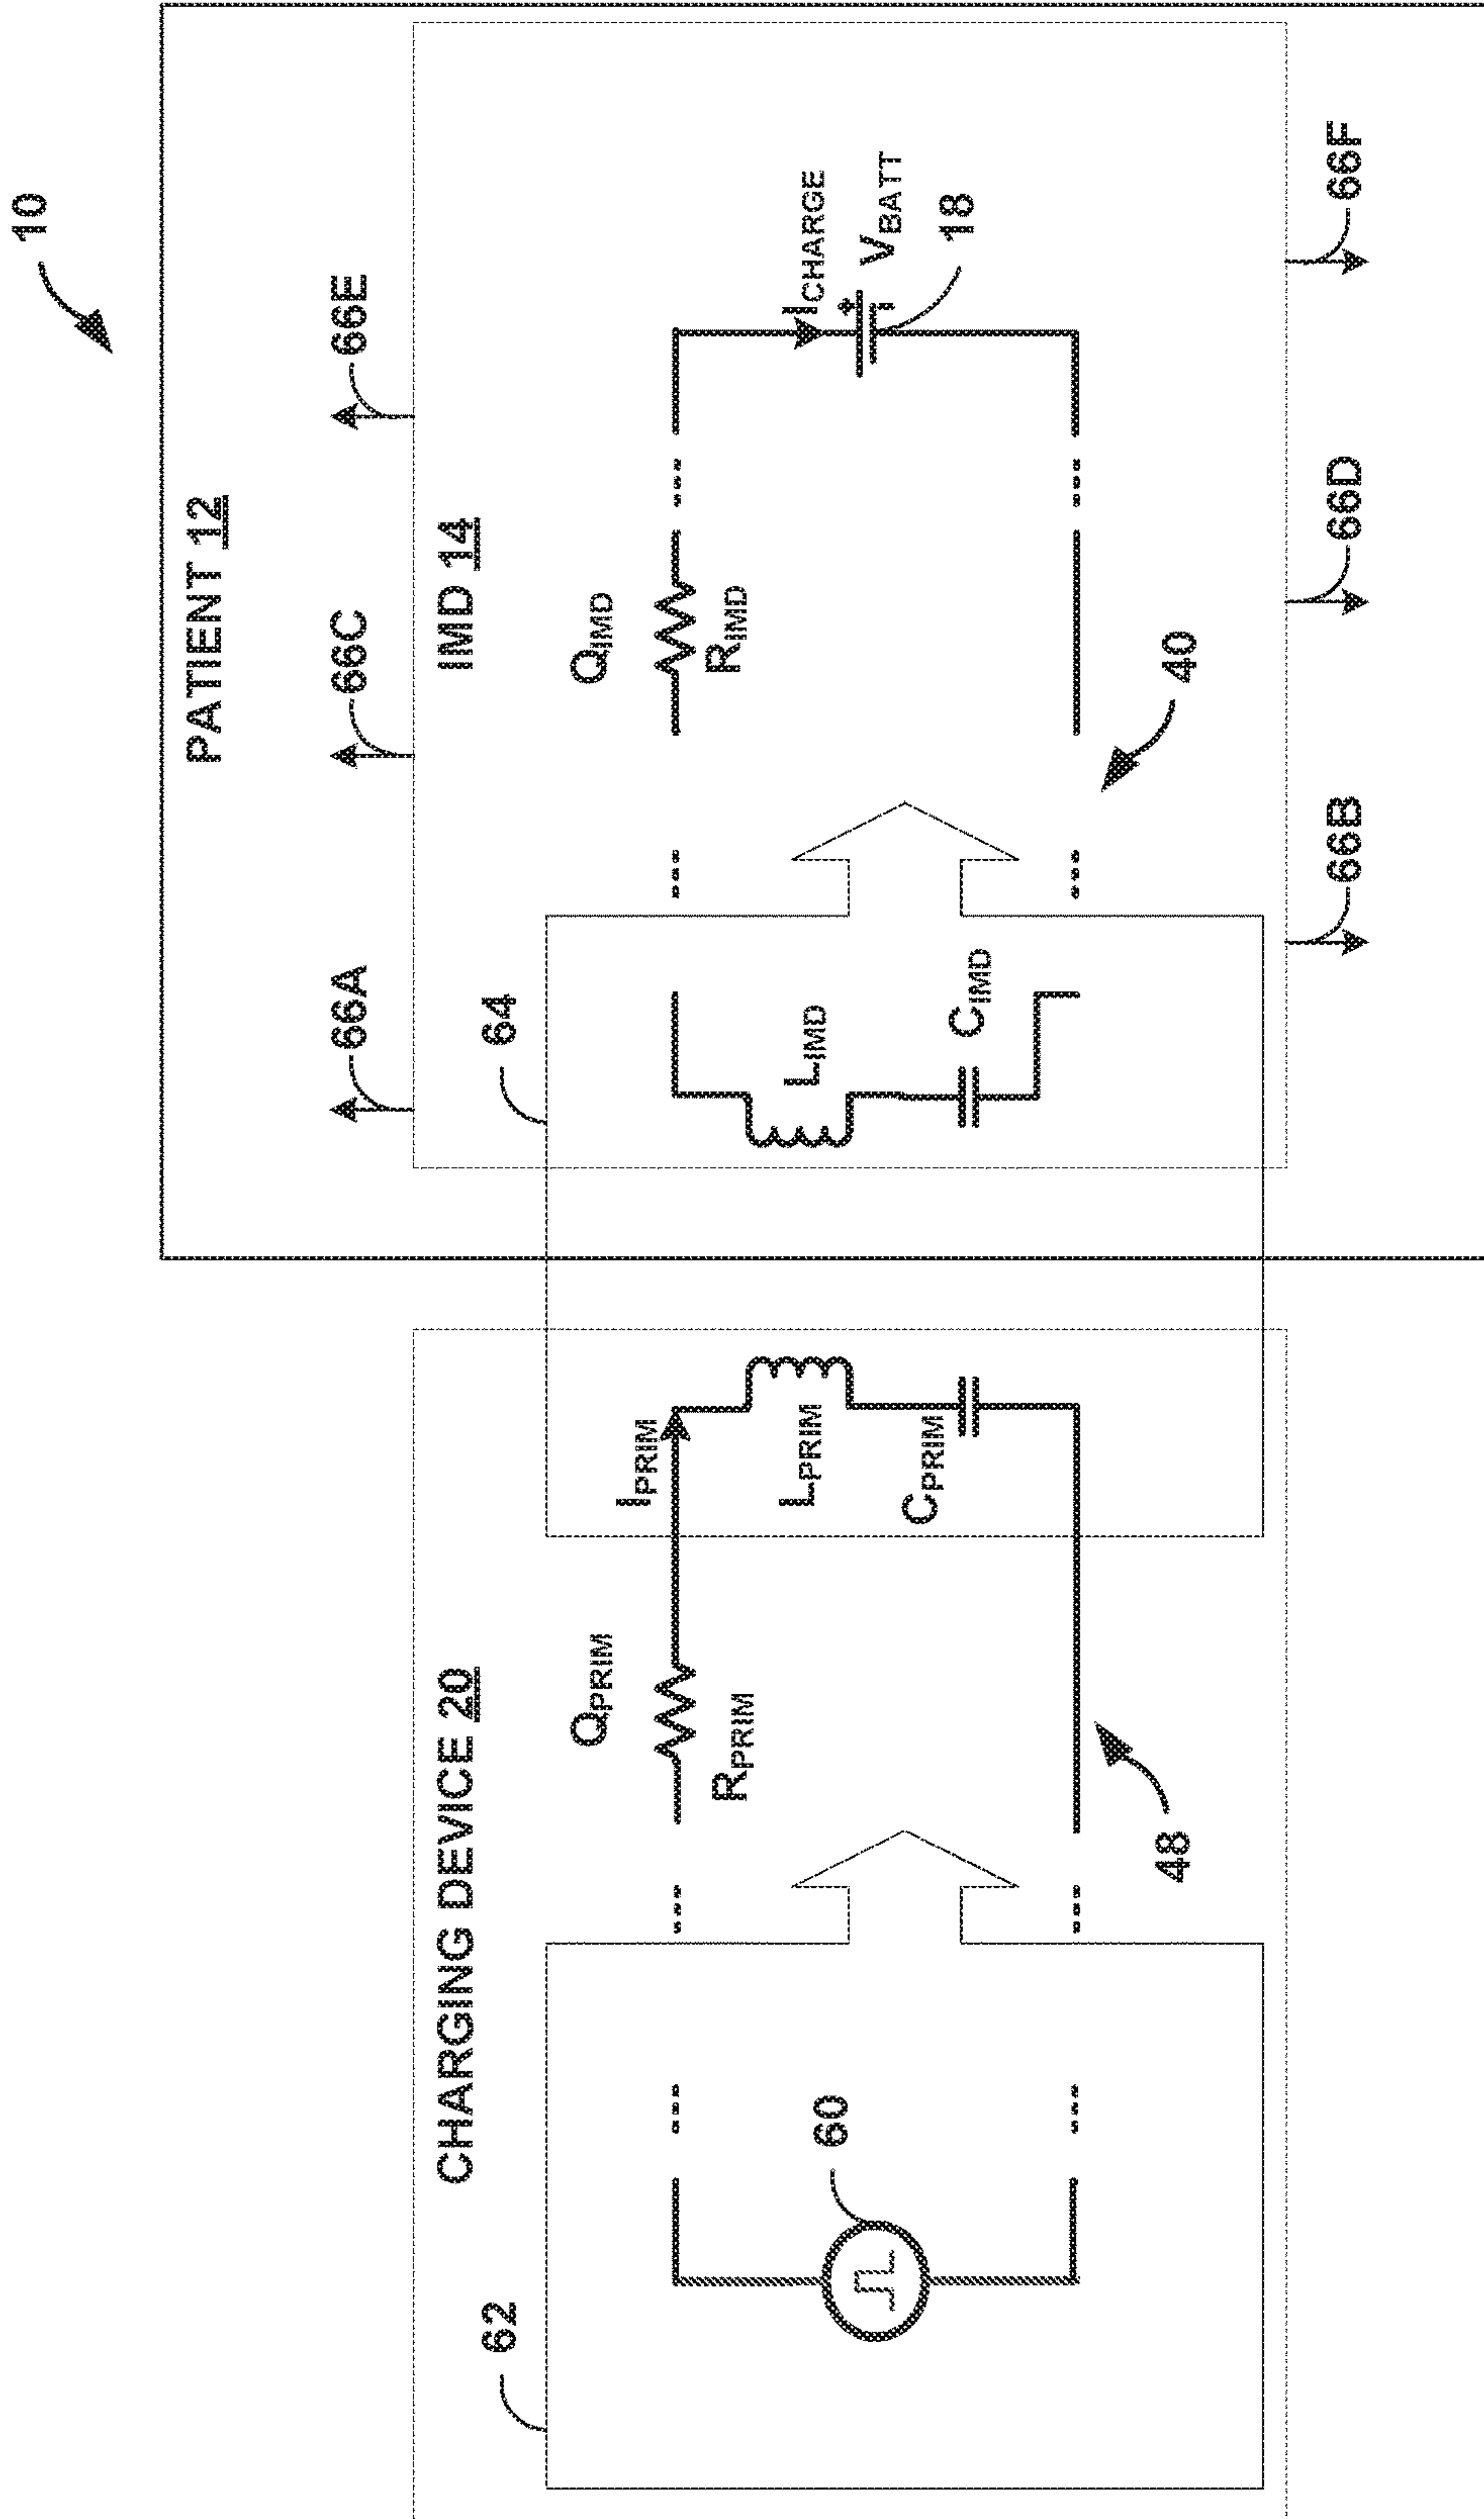 10
PATIENT 12
66A
66C
66E
CHARGING DEVICE 20
IMD 14
62
64
QPRIM
IPRIM
QIMD
RPRIM
RIMD
LPRIM
LIMD
ICHARGE
60
VBATT
CPRIM
CIMD
18
48
40
66B
66D
66F